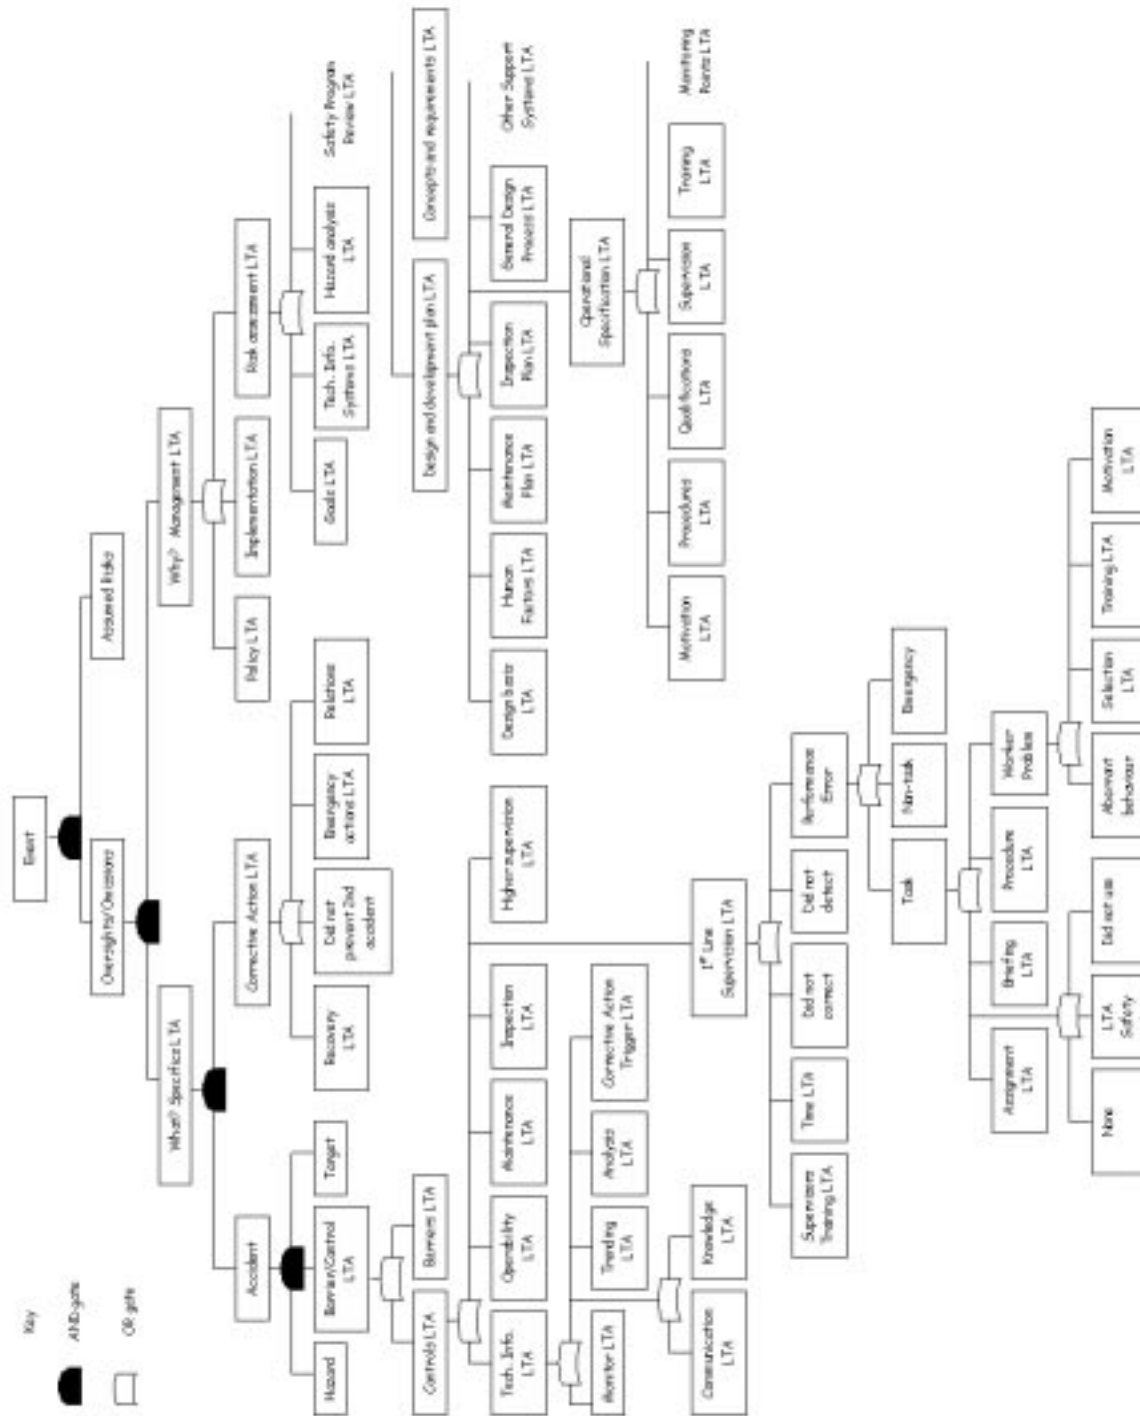 Key
AND-gate
OR gate
Event
Oversights/Omissions
Assumed Risks
What? Specifics LTA
Why? Management LTA
Accident
Corrective Action LTA
Policy LTA
Implementation LTA
Risk assessment LTA
Hazard
Barrier/Control
LTA
Target
Recovery
LTA
Did not
prevent 2nd
accident
Emergency
actions LTA
Relations
LTA
Goals LTA
Tech. Info.
Systems LTA
Hazard analysis
LTA
Safety Program
Review LTA
Controls LTA
Barriers LTA
Design and development plan LTA
Concepts and requirements LTA
Tech. Info.
LTA
Operability
LTA
Maintenance
LTA
Inspection
LTA
Higher supervision
LTA
Design basis
LTA
Human
Factors LTA
Maintenance
Plan LTA
Inspection
Plan LTA
General Design
Process LTA
Other Support
Systems LTA
Monitor LTA
Trending
LTA
Analysis
LTA
Corrective Action
Trigger LTA
Operational
Specification LTA
Communication
LTA
Knowledge
LTA
1st Line
Supervision LTA
Motivation
LTA
Procedures
LTA
Qualifications
LTA
Supervision
LTA
Training
LTA
Monitoring
Points LTA
Supervisors
Training LTA
Time LTA
Did not
correct
Did not
detect
Performance
Error
Task
Non-task
Emergency
Assignment
LTA
Briefing
LTA
Procedure
LTA
Worker
Problem
None
LTA
Safety
Did not use
Aberrant
behaviour
Selection
LTA
Training LTA
Motivation
LTA